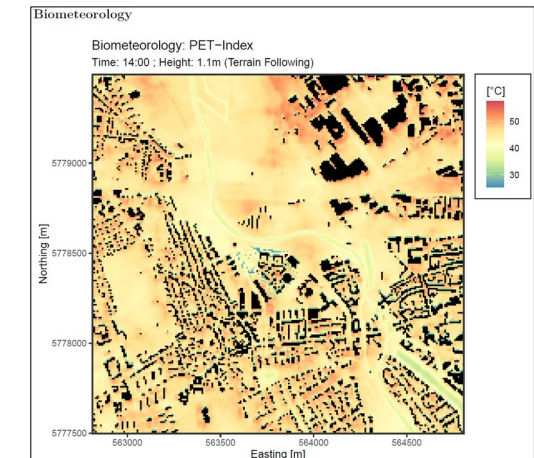 Biometeorology
Biometeorology: PET-Index
Time: 14:00 ; Height: 1.1m (Terrain Following)
[°C]
50
40
30
5779000
5778500
5778000
5777500
Northing [m]
563000
563500
564000
564500
Easting [m]